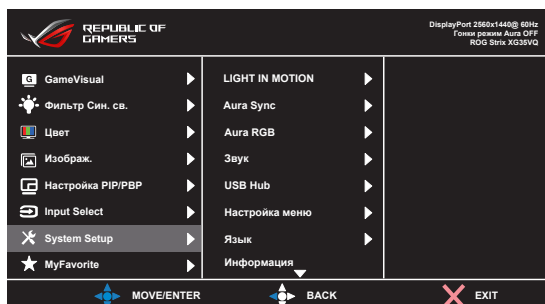 REPUBLIC OF
GAMERS
DisplayPort 2560x1440@ 60Hz
Гонки режим Aura OFF
ROG Strix XG35VQ
G GameVisual
Фильтр Син. св.
Цвет
Изображ.
Настройка PIP/PBP
Input Select
System Setup
MyFavorite
LIGHT IN MOTION
Aura Sync
Aura RGB
Звук
USB Hub
Настройка меню
Язык
Информация
MOVE/ENTER
BACK
EXIT